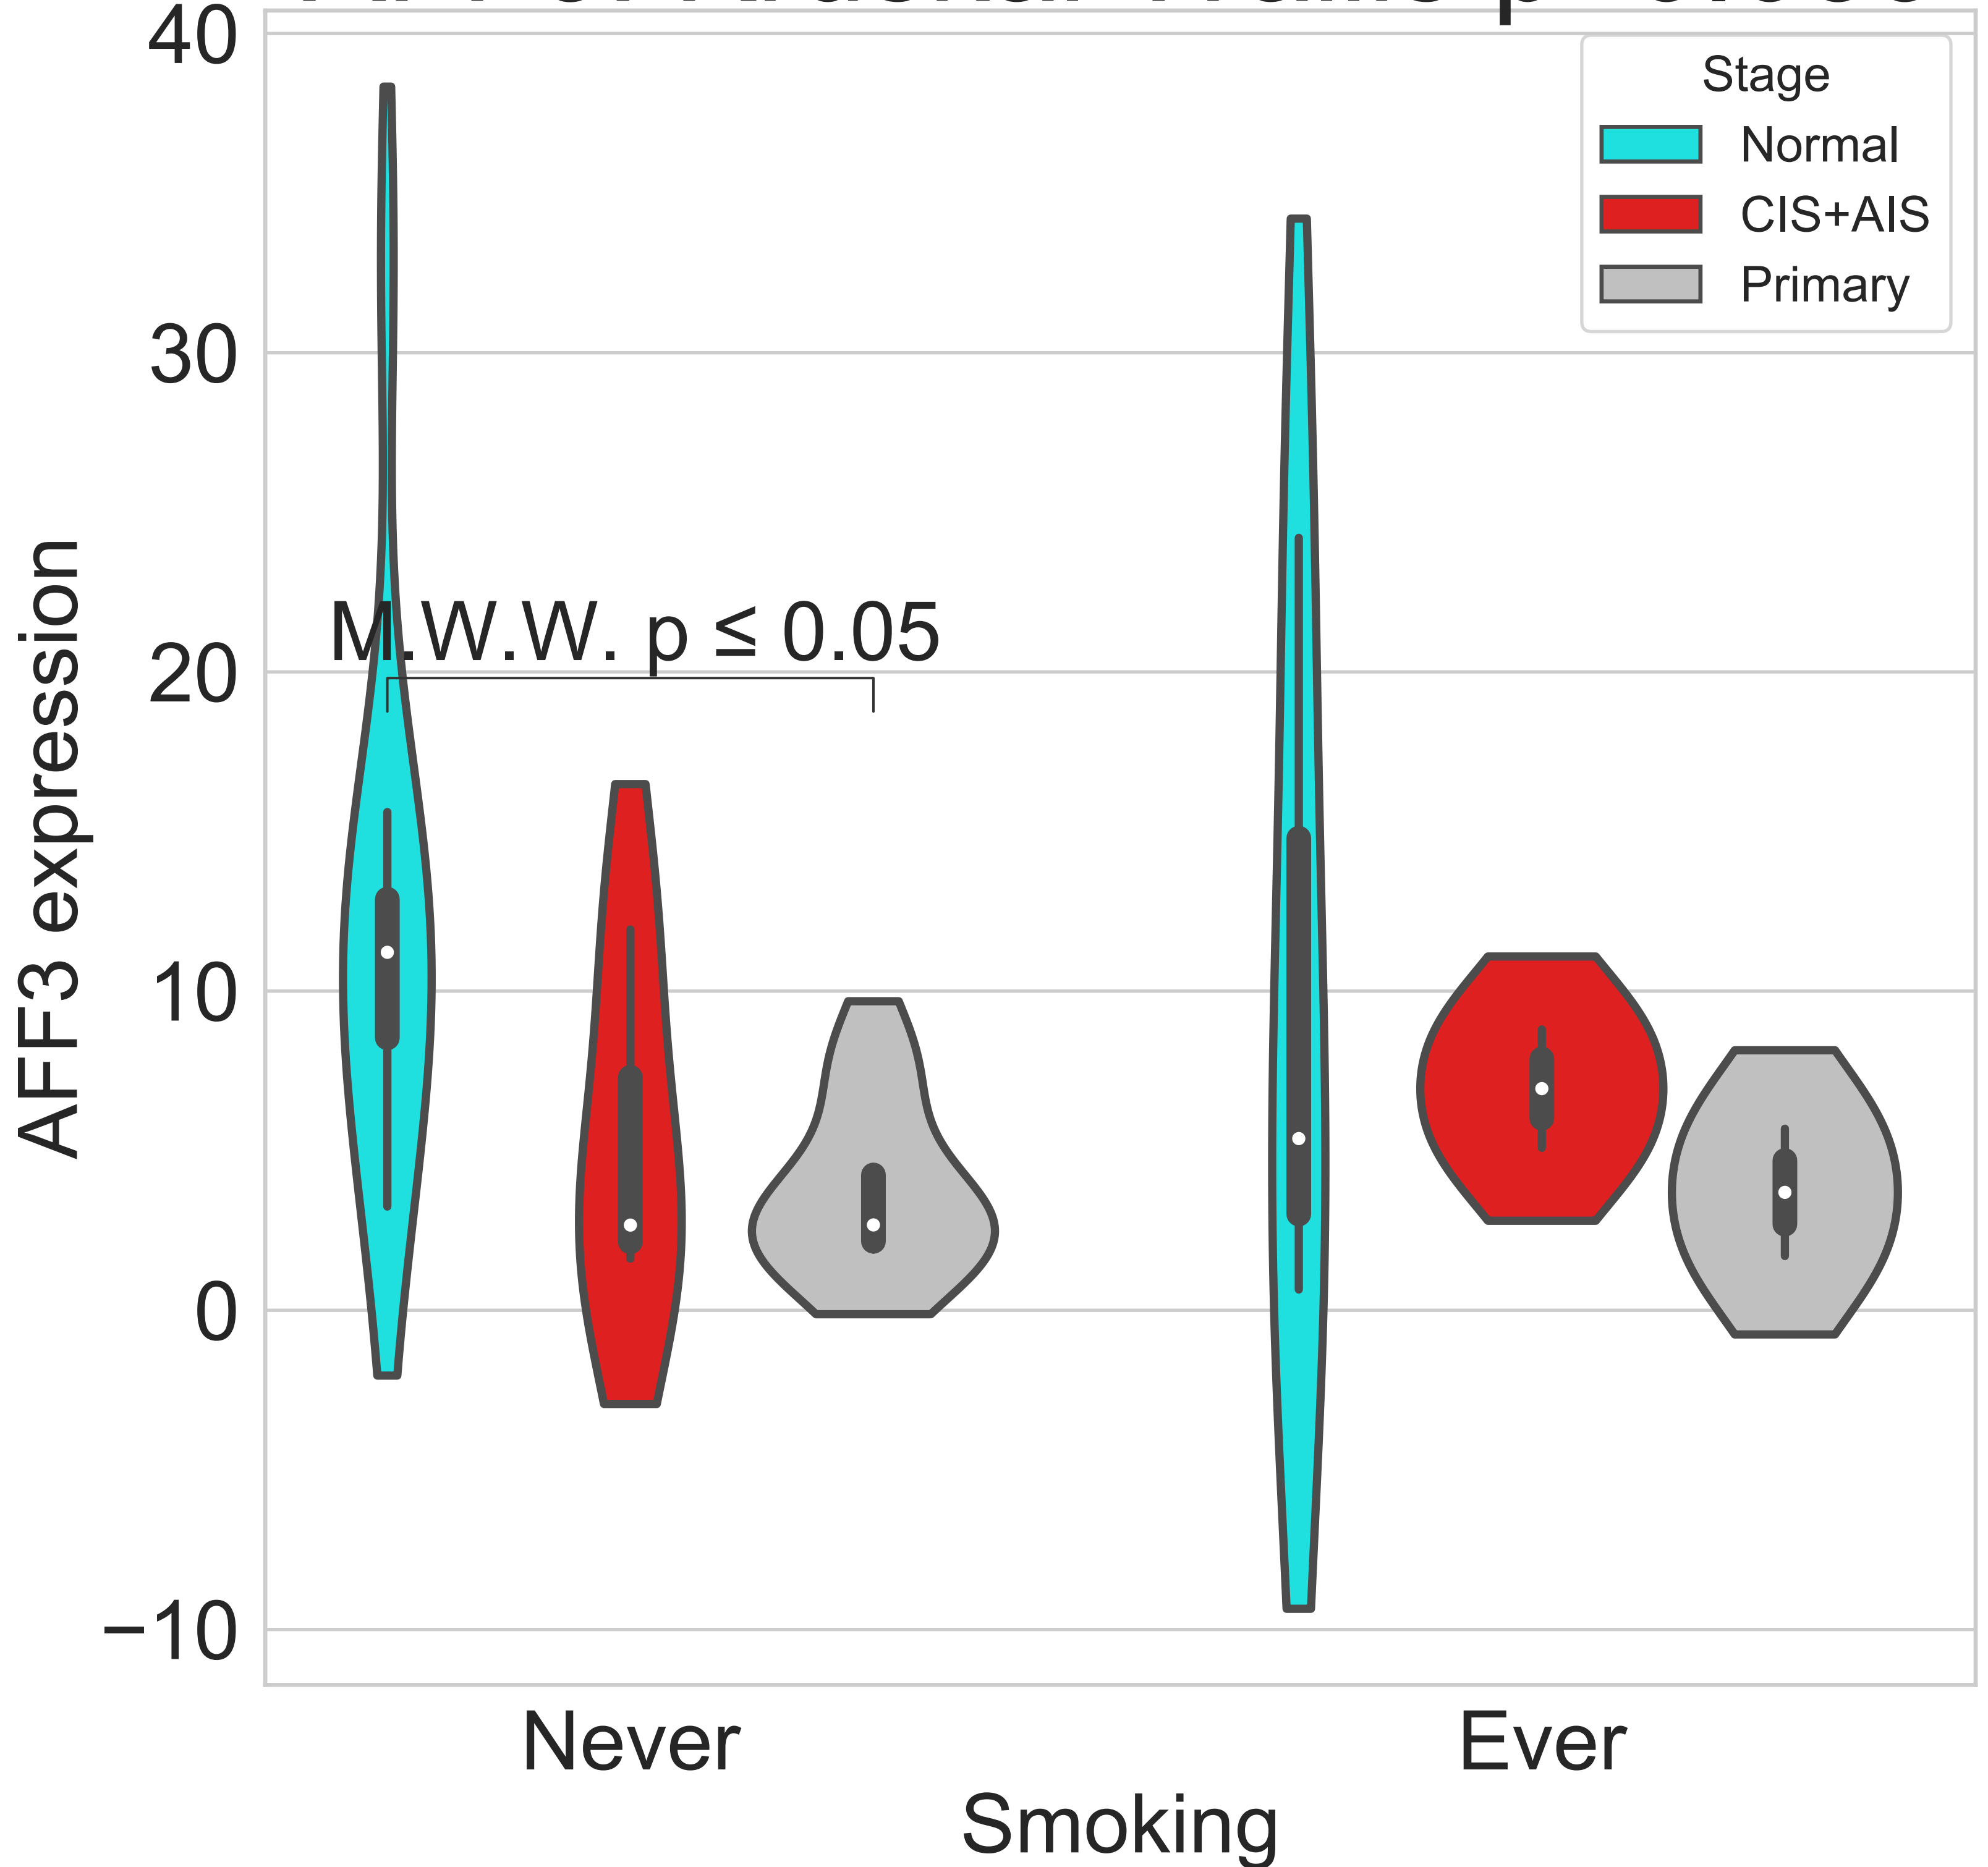 40
30
20
10
0
−10
AFF3 expression
Stage
Normal
CIS+AIS
Primary
M.W.W. p ≤ 0.05
Never
Ever
Smoking